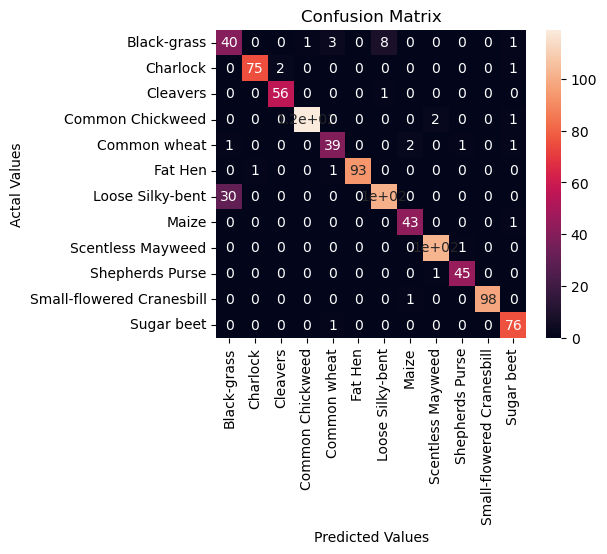 Confusion Matrix
Black-grass 40 0 0 1 3 0 8 0 0 0 0 1
Charlock 0 75 2 0 0 0 0 0 0 0 0 1
Cleavers 0 0 56 0 0 0 1 0 0 0 0 0
Common Chickweed 0 0 0 1.2e+02 0 0 0 0 2 0 0 1
Common wheat 1 0 0 0 39 0 0 2 0 1 0 1
Fat Hen 0 1 0 0 1 93 0 0 0 0 0 0
Loose Silky-bent 30 0 0 0 0 0 1e+02 0 0 0 0 0
Maize 0 0 0 0 0 0 0 43 0 0 0 1
Scentless Mayweed 0 0 0 0 0 0 0 0 1e+02 1 0 0
Shepherds Purse 0 0 0 0 0 0 0 0 1 45 0 0
Small-flowered Cranesbill 0 0 0 0 0 0 0 1 0 0 98 0
Sugar beet 0 0 0 0 1 0 0 0 0 0 0 76
Actal Values
Black-grass
Charlock
Cleavers
Common Chickweed
Common wheat
Fat Hen
Loose Silky-bent
Maize
Scentless Mayweed
Shepherds Purse
Small-flowered Cranesbill
Sugar beet
Predicted Values
100
80
60
40
20
0